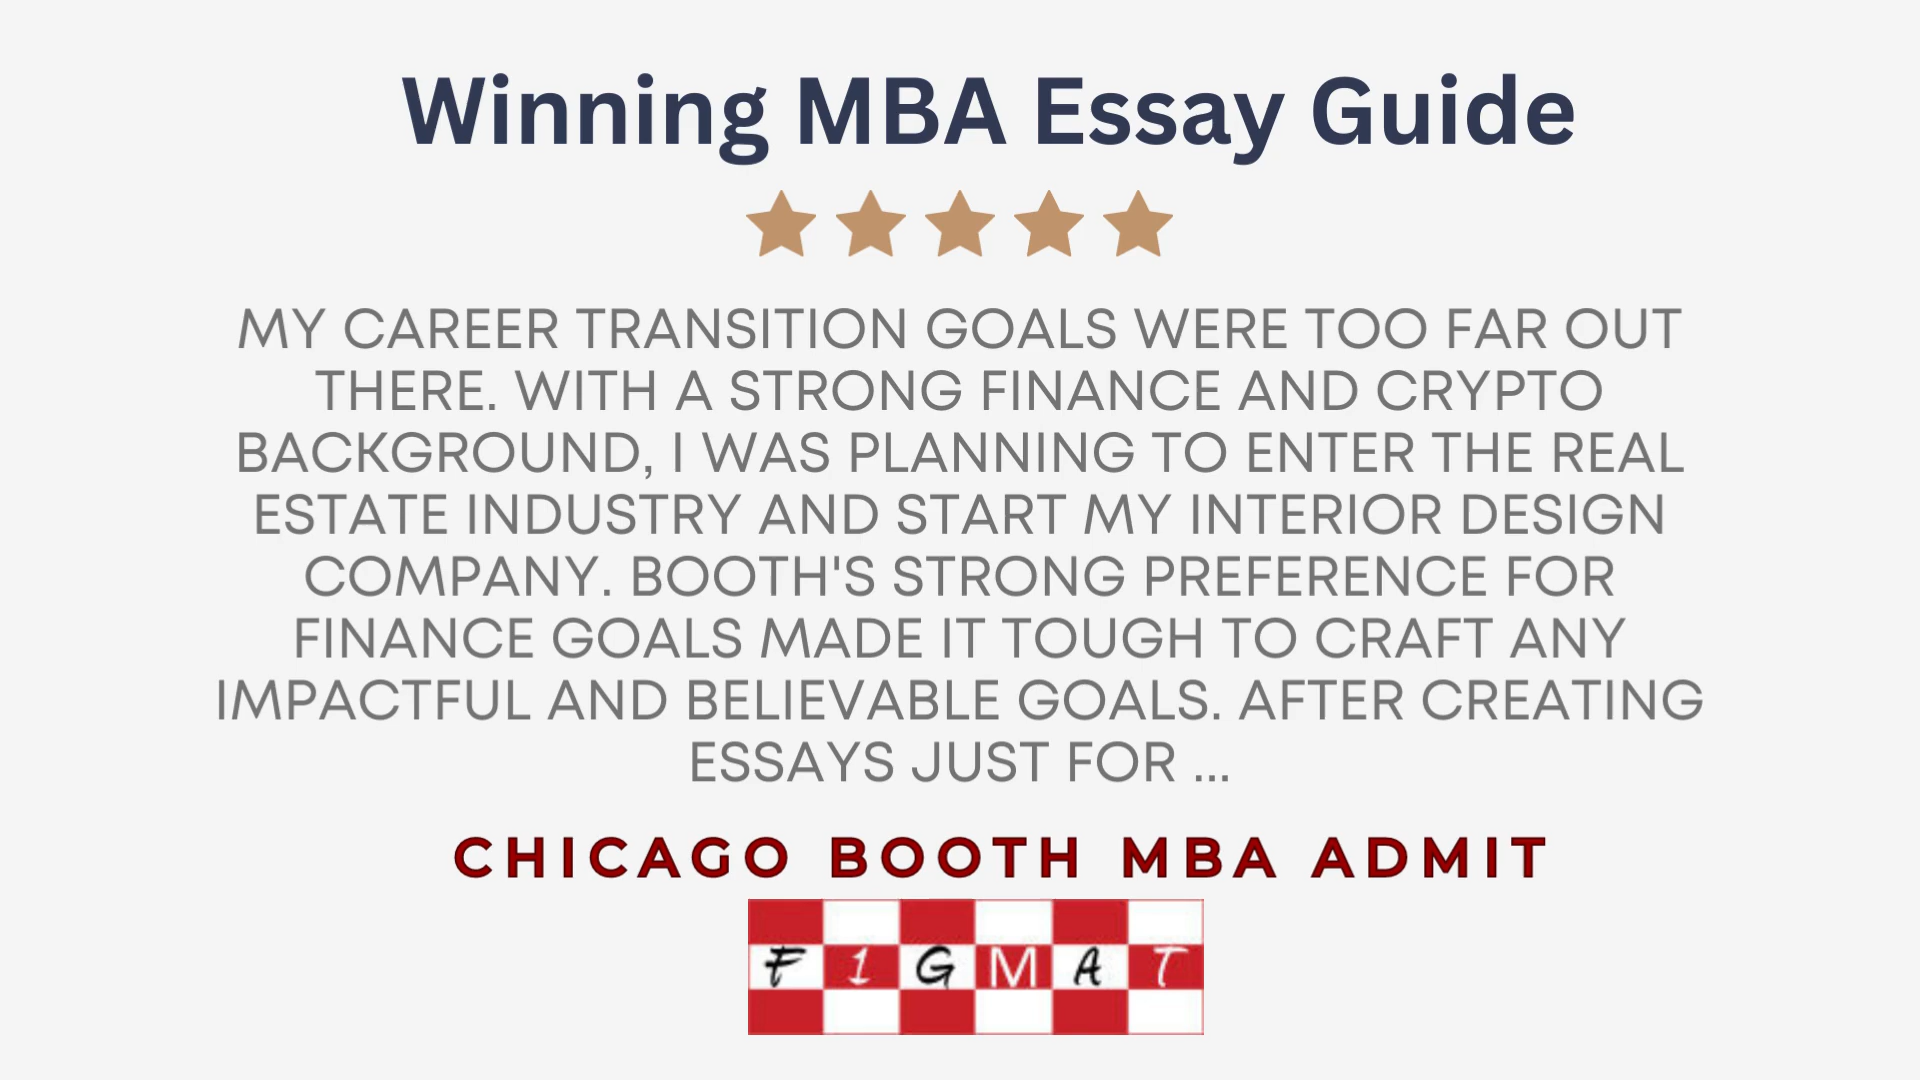 Winning MBA Essay Guide
MY CAREER TRANSITION GOALS WERE TOO FAR OUT
THERE. WITH A STRONG FINANCE AND CRYPTO
BACKGROUND, I WAS PLANNING TO ENTER THE REAL
ESTATE INDUSTRY AND START MY INTERIOR DESIGN
COMPANY. BOOTH'S STRONG PREFERENCE FOR
FINANCE GOALS MADE IT TOUGH TO CRAFT ANY
IMPACTFUL AND BELIEVABLE GOALS. AFTER CREATING
ESSAYS JUST FOR ...
CHICAGO BOOTH MBA ADMIT
F1GMAT